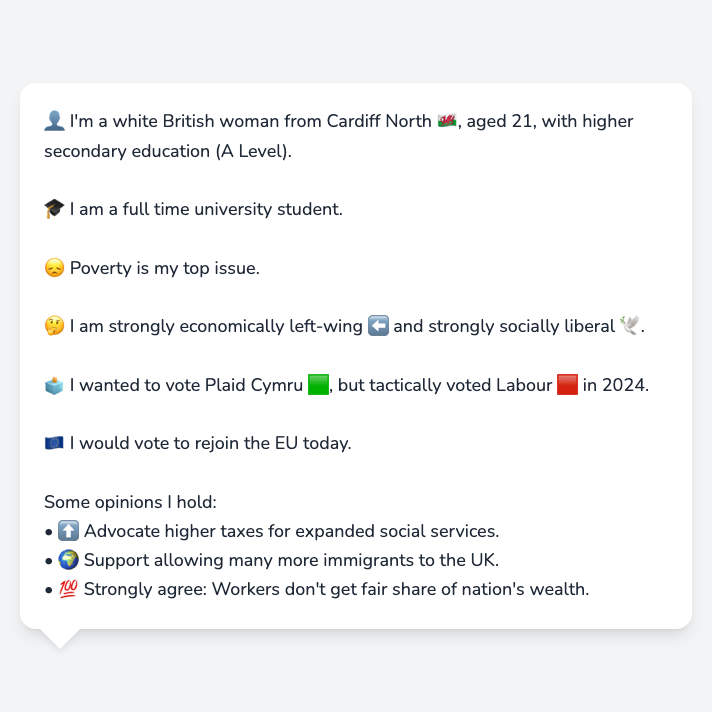 👤 I'm a white British woman from Cardiff North 🏴󠁧󠁢󠁷󠁬󠁳󠁿, aged 21, with higher
secondary education (A Level).
🎓 I am a full time university student.
😞 Poverty is my top issue.
🤔 I am strongly economically left-wing ⬅️ and strongly socially liberal 🕊️.
🗳️ I wanted to vote Plaid Cymru 🟩, but tactically voted Labour 🟥 in 2024.
🇪🇺 I would vote to rejoin the EU today.
Some opinions I hold:
• ⬆️ Advocate higher taxes for expanded social services.
• 🌍 Support allowing many more immigrants to the UK.
• 💯 Strongly agree: Workers don't get fair share of nation's wealth.